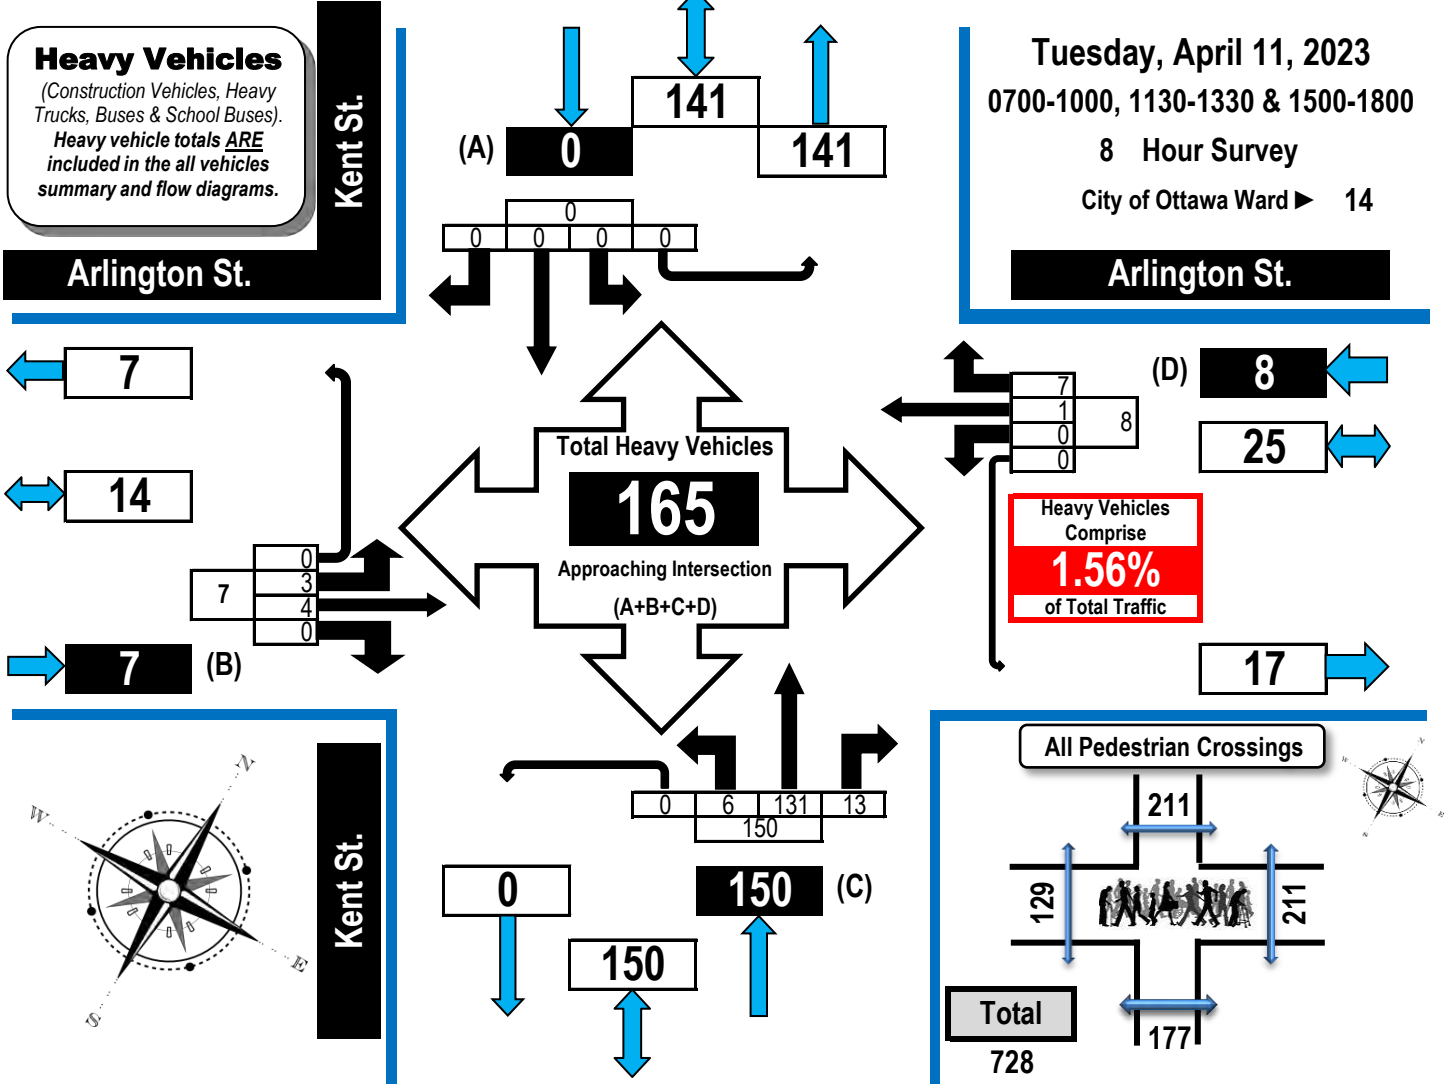 Heavy Vehicles
(Construction Vehicles, Heavy
Trucks, Buses & School Buses).
Heavy vehicle totals ARE
included in the all vehicles
summary and flow diagrams.
Kent St.
Arlington St.
141
(A) 0
141
0
0 0 0 0
Tuesday, April 11, 2023
0700-1000, 1130-1330 & 1500-1800
8 Hour Survey
City of Ottawa Ward ► 14
Arlington St.
7
14
0
3
4
0
7
7 (B)
Total Heavy Vehicles
165
Approaching Intersection
(A+B+C+D)
7
1
0
0
8
(D) 8
25
Heavy Vehicles
Comprise
1.56%
of Total Traffic
17
N
W
E
S
Kent St.
0 6 131 13
150
0
150 (C)
150
All Pedestrian Crossings
N
W
E
S
211
129
211
177
Total
728